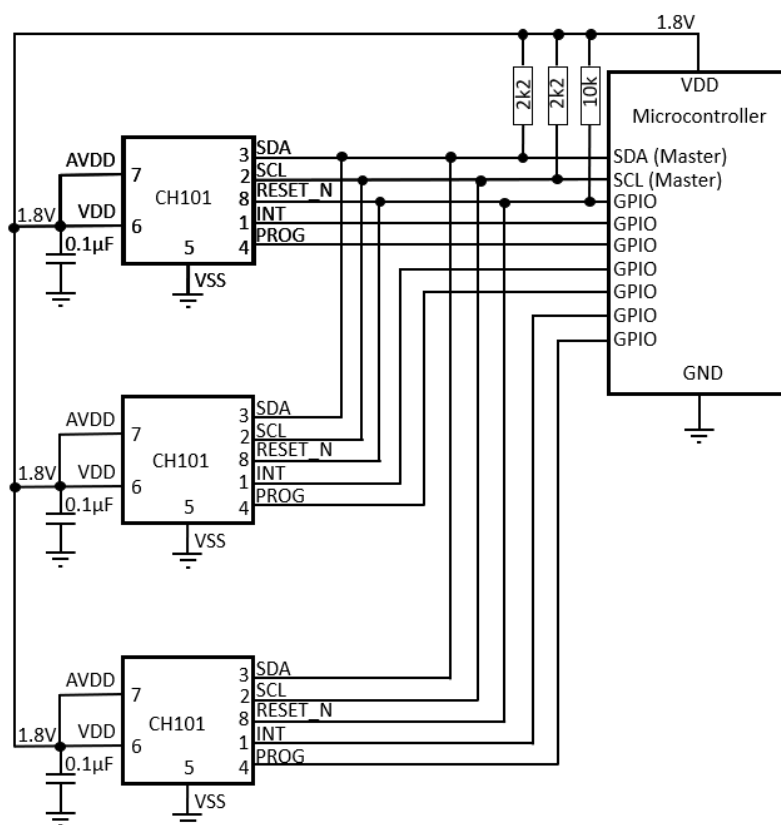 1.8V
1.8V
2k2
2k2
10k
VDD
Microcontroller
SDA (Master)
SCL (Master)
GPIO
GPIO
GPIO
GPIO
GPIO
GPIO
GPIO
GND
AVDD
7
CH101
3
SDA
2
SCL
8
RESET_N
1.8V
VDD
6
1
INT
4
PROG
0.1µF
5
VSS
AVDD
7
CH101
3
SDA
2
SCL
8
RESET_N
1.8V
VDD
6
1
INT
4
PROG
0.1µF
5
VSS
AVDD
7
CH101
3
SDA
2
SCL
8
RESET_N
1.8V
VDD
6
1
INT
4
PROG
0.1µF
5
VSS